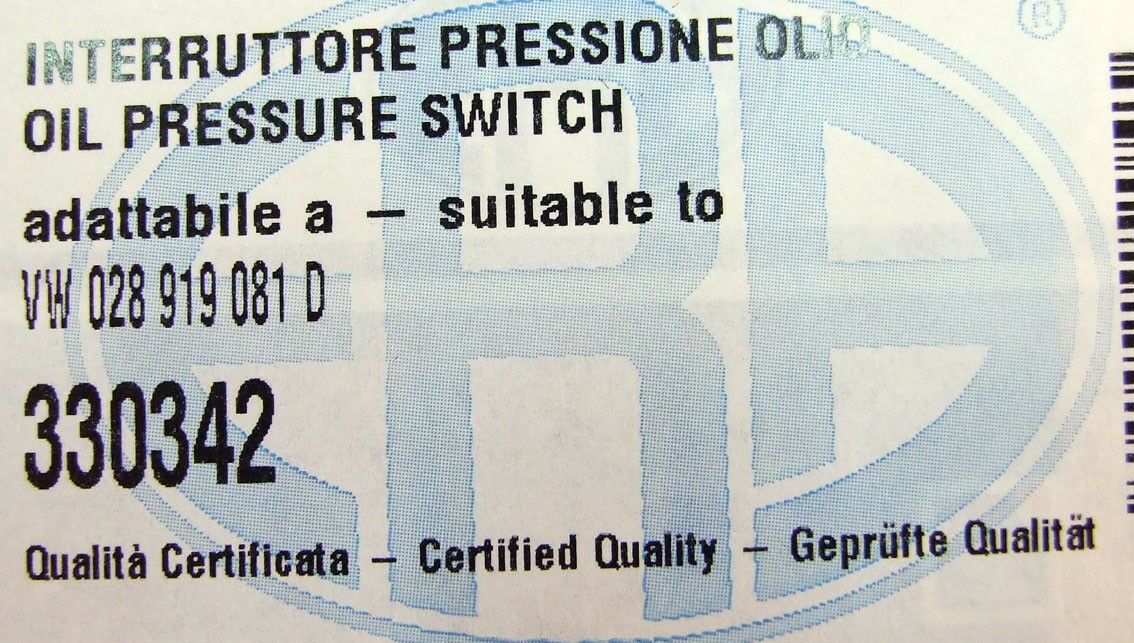 INTERRUTTORE PRESSIONE OLIO
OIL PRESSURE SWITCH
adattabile a – suitable to
VW 028 919 081 D
330342
Qualità Certificata – Certified Quality – Geprüfte Qualität
ERA
®